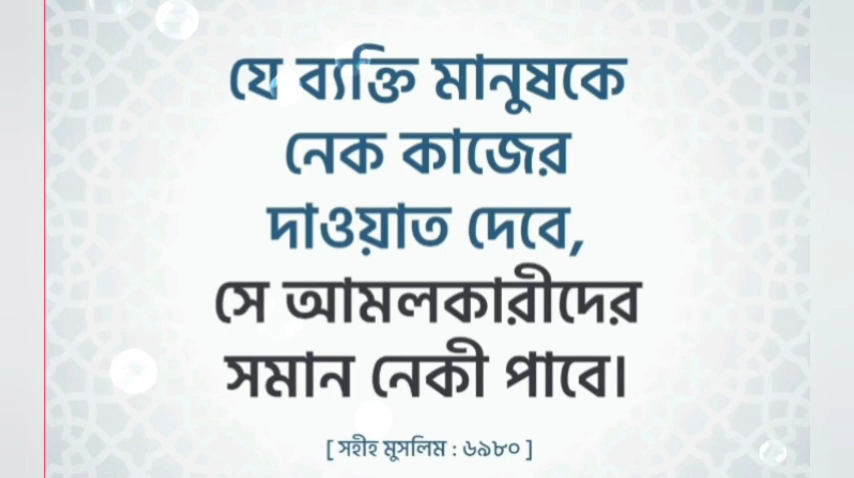 যে ব্যক্তি মানুষকে
নেক কাজের
দাওয়াত দেবে,
সে আমলকারীদের
সমান নেকী পাবে।
[ সহীহ মুসলিম : ৬৯৮০ ]